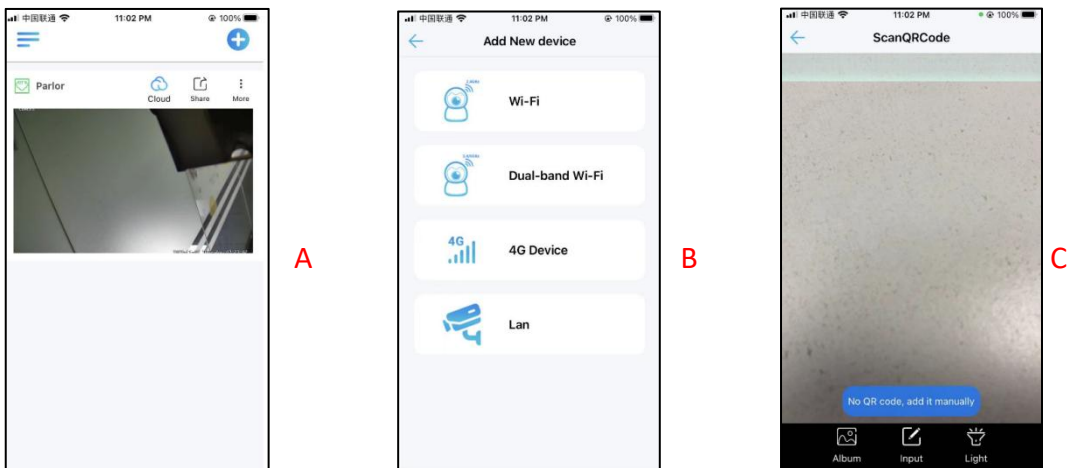 中国联通 11:02 PM 100%
Parlor Cloud Share More
A
中国联通 11:02 PM 100%
Add New device
Wi-Fi
Dual-band Wi-Fi
4G 4G Device
Lan
B
中国联通 11:02 PM 100%
ScanQRCode
No QR code, add it manually
Album Input Light
C